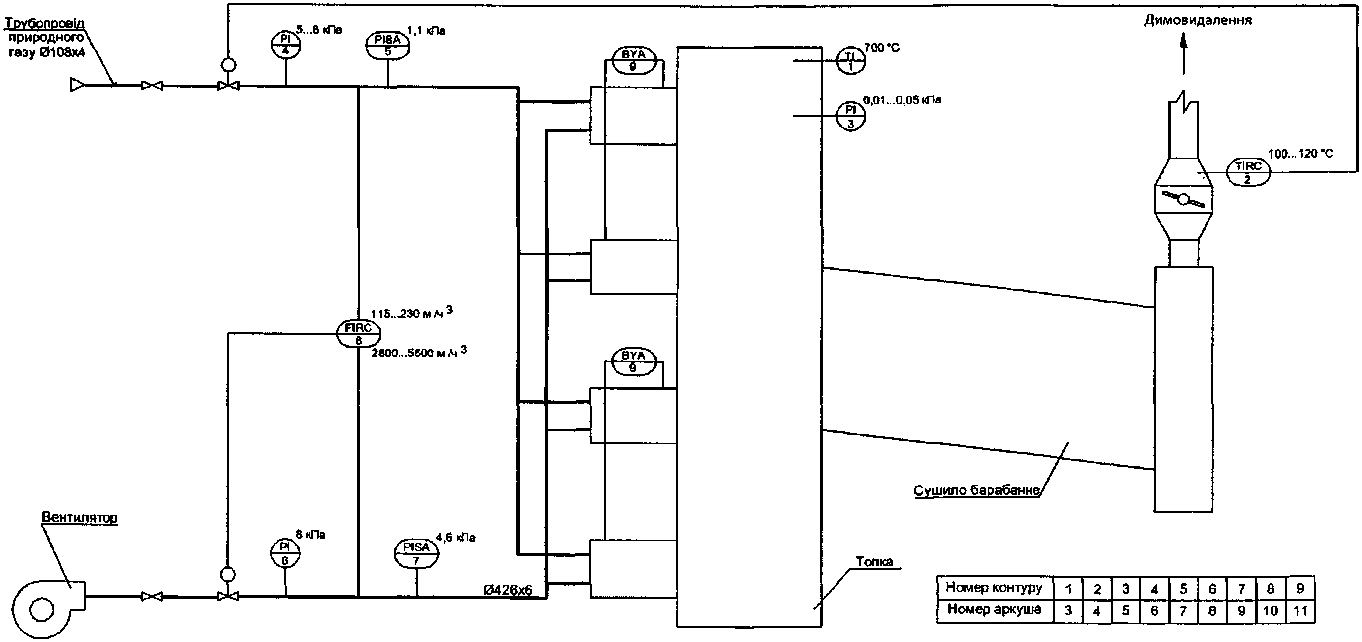 Трубопровід
природного
газу Ø108х4
PI
4
5...8 кПа
PISA
5
1,1 кПа
BYA
9
TI
1
700 °C
PI
3
0,01...0,05 кПа
Димовидалення
TIRC
2
100...120 °C
FIRC
8
115...230 м /ч 3
2800...5600 м /ч 3
BYA
9
Сушило барабанне
Вентилятор
PI
6
8 кПа
PISA
7
4,6 кПа
Ø426х6
Топка
Номер контуру 1 2 3 4 5 6 7 8 9
Номер аркуша 3 4 5 6 7 8 9 10 11